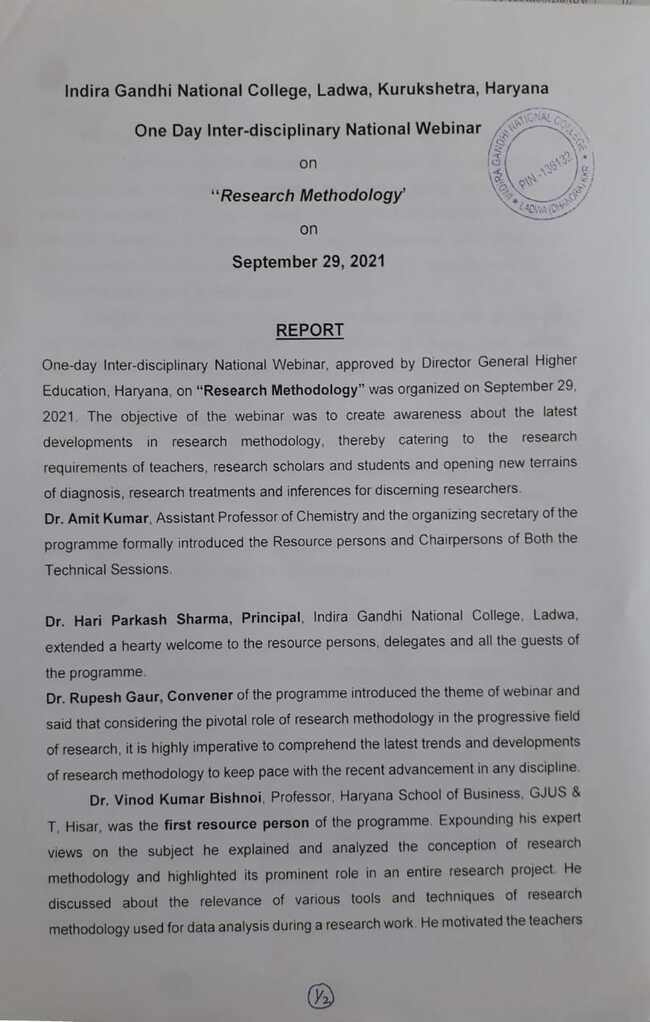 Indira Gandhi National College, Ladwa, Kurukshetra, Haryana
One Day Inter-disciplinary National Webinar
on
“Research Methodology’
on
September 29, 2021
INDIRA GANDHI NATIONAL COLLEGE
PIN -136132
★ LADWA (DHANORA) KKR ★
REPORT
One-day Inter-disciplinary National Webinar, approved by Director General Higher
Education, Haryana, on “Research Methodology” was organized on September 29,
2021. The objective of the webinar was to create awareness about the latest
developments in research methodology, thereby catering to the research
requirements of teachers, research scholars and students and opening new terrains
of diagnosis, research treatments and inferences for discerning researchers.
Dr. Amit Kumar, Assistant Professor of Chemistry and the organizing secretary of the
programme formally introduced the Resource persons and Chairpersons of Both the
Technical Sessions.
Dr. Hari Parkash Sharma, Principal, Indira Gandhi National College, Ladwa,
extended a hearty welcome to the resource persons, delegates and all the guests of
the programme.
Dr. Rupesh Gaur, Convener of the programme introduced the theme of webinar and
said that considering the pivotal role of research methodology in the progressive field
of research, it is highly imperative to comprehend the latest trends and developments
of research methodology to keep pace with the recent advancement in any discipline.
Dr. Vinod Kumar Bishnoi, Professor, Haryana School of Business, GJUS &
T, Hisar, was the first resource person of the programme. Expounding his expert
views on the subject he explained and analyzed the conception of research
methodology and highlighted its prominent role in an entire research project. He
discussed about the relevance of various tools and techniques of research
methodology used for data analysis during a research work. He motivated the teachers
1/2